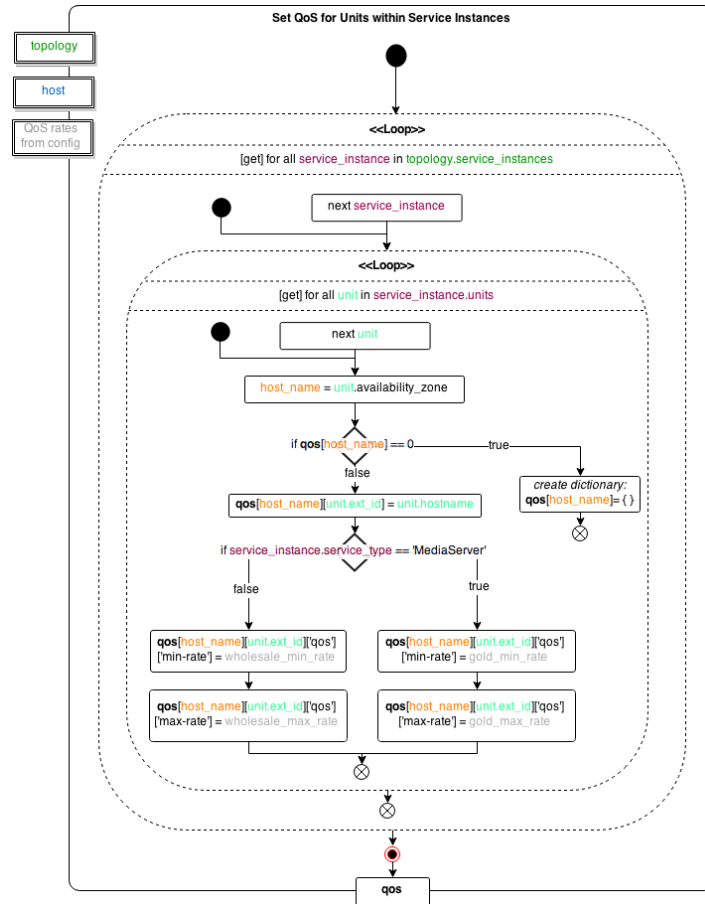 Set QoS for Units within Service Instances
topology
host
QoS rates
from config
<<Loop>>
[get] for all service_instance in topology.service_instances
next service_instance
<<Loop>>
[get] for all unit in service_instance.units
next unit
host_name = unit.availability_zone
if qos[host_name] == 0
true
false
create dictionary:
qos[host_name]= { }
qos[host_name][unit.ext_id] = unit.hostname
if service_instance.service_type == 'MediaServer'
false
true
qos[host_name][unit.ext_id]['qos']
['min-rate'] = wholesale_min_rate
qos[host_name][unit.ext_id]['qos']
['min-rate'] = gold_min_rate
qos[host_name][unit.ext_id]['qos']
['max-rate'] = wholesale_max_rate
qos[host_name][unit.ext_id]['qos']
['max-rate'] = gold_max_rate
qos